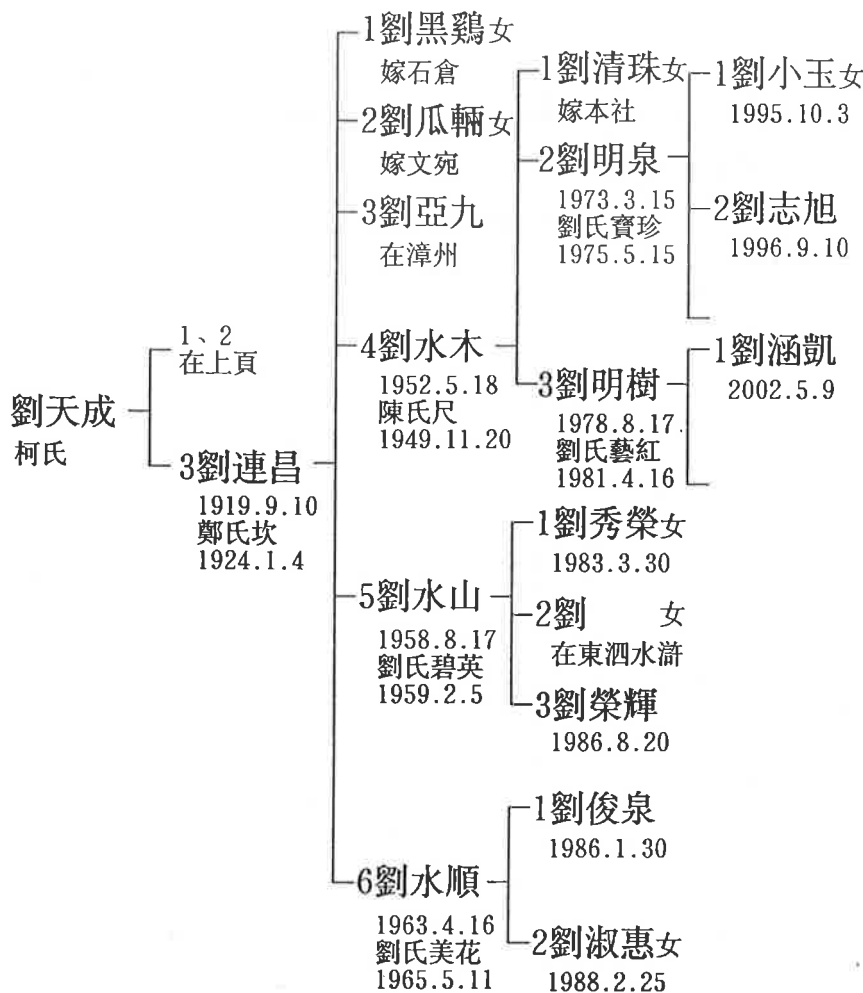 劉天成
柯氏
1、2
在上頁
3劉連昌
1919.9.10
鄭氏坎
1924.1.4
1劉黑鷄女
嫁石倉
2劉瓜輛女
嫁文宛
3劉亞九
在漳州
4劉水木
1952.5.18
陳氏尺
1949.11.20
1劉清珠女
嫁本社
2劉明泉
1973.3.15
劉氏寶珍
1975.5.15
1劉小玉女
1995.10.3
2劉志旭
1996.9.10
3劉明樹
1978.8.17
劉氏藝紅
1981.4.16
1劉涵凱
2002.5.9
5劉水山
1958.8.17
劉氏碧英
1959.2.5
1劉秀榮女
1983.3.30
2劉 女
在東泗水滸
3劉榮輝
1986.8.20
6劉水順
1963.4.16
劉氏美花
1965.5.11
1劉俊泉
1986.1.30
2劉淑惠女
1988.2.25